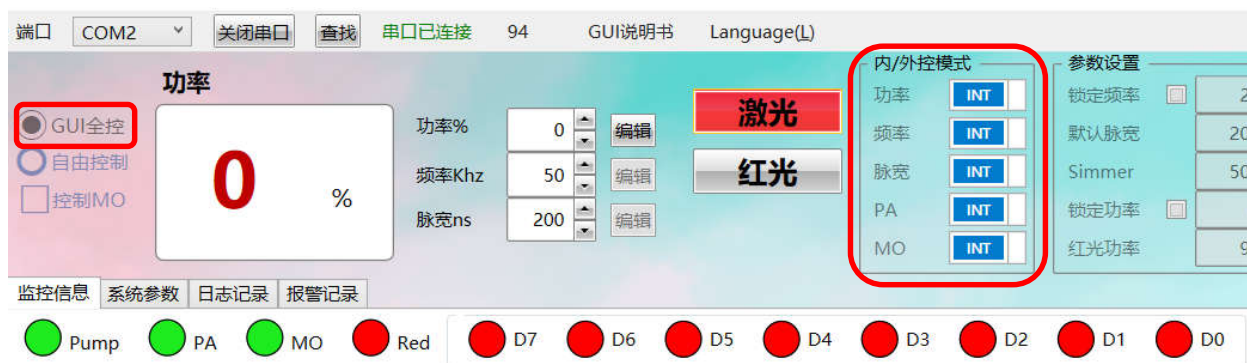 端口 COM2 关闭串口 查找 串口已连接 94 GUI说明书 Language(L)
功率
GUI全控
自由控制
控制MO
0 %
功率% 0 编辑
频率Khz 50 编辑
脉宽ns 200 编辑
激光
红光
内/外控模式
功率 INT
频率 INT
脉宽 INT
PA INT
MO INT
参数设置
锁定频率 2
默认脉宽 20
Simmer 50
锁定功率
红光功率 9
监控信息 系统参数 日志记录 报警记录
Pump PA MO Red D7 D6 D5 D4 D3 D2 D1 D0